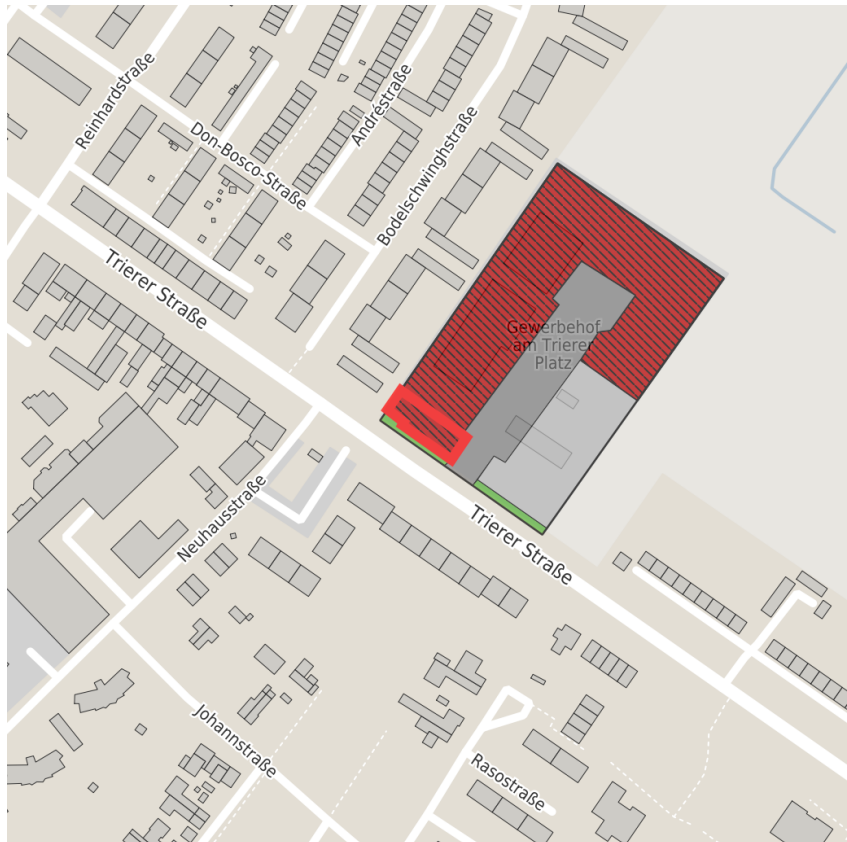 Reinhardstraße
Andréstraße
Don-Bosco-Straße
Bodelschwinghstraße
Trierer Straße
Gewerbehof
am Trierer
Platz
Neuhausstraße
Trierer Straße
Johannstraße
Rasostraße